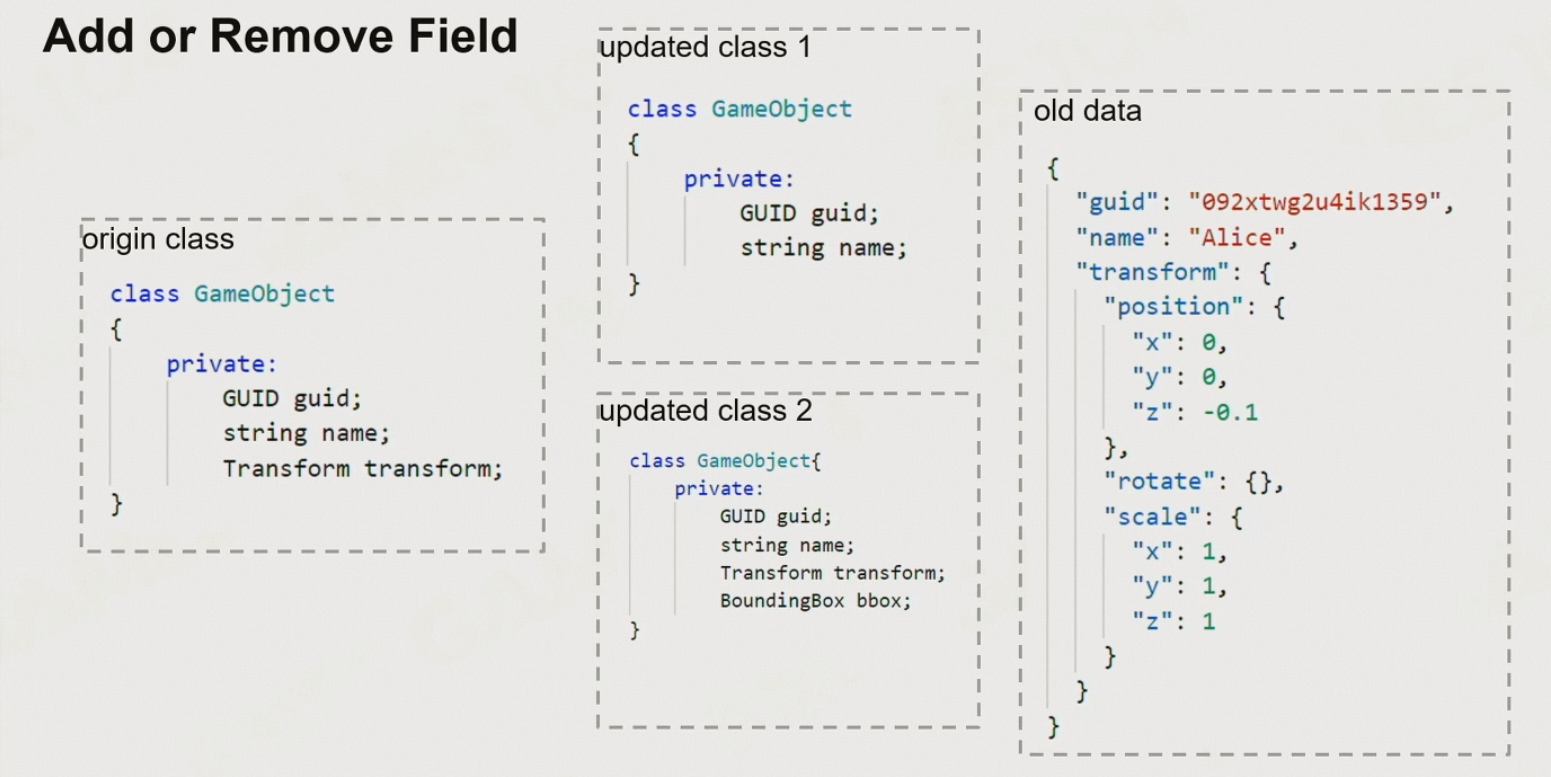 Add or Remove Field
origin class
class GameObject
{
private:
GUID guid;
string name;
Transform transform;
}
updated class 1
class GameObject
{
private:
GUID guid;
string name;
}
updated class 2
class GameObject{
private:
GUID guid;
string name;
Transform transform;
BoundingBox bbox;
}
old data
{
"guid": "092xtwg2u4ik1359",
"name": "Alice",
"transform": {
"position": {
"x": 0,
"y": 0,
"z": -0.1
},
"rotate": {},
"scale": {
"x": 1,
"y": 1,
"z": 1
}
}
}